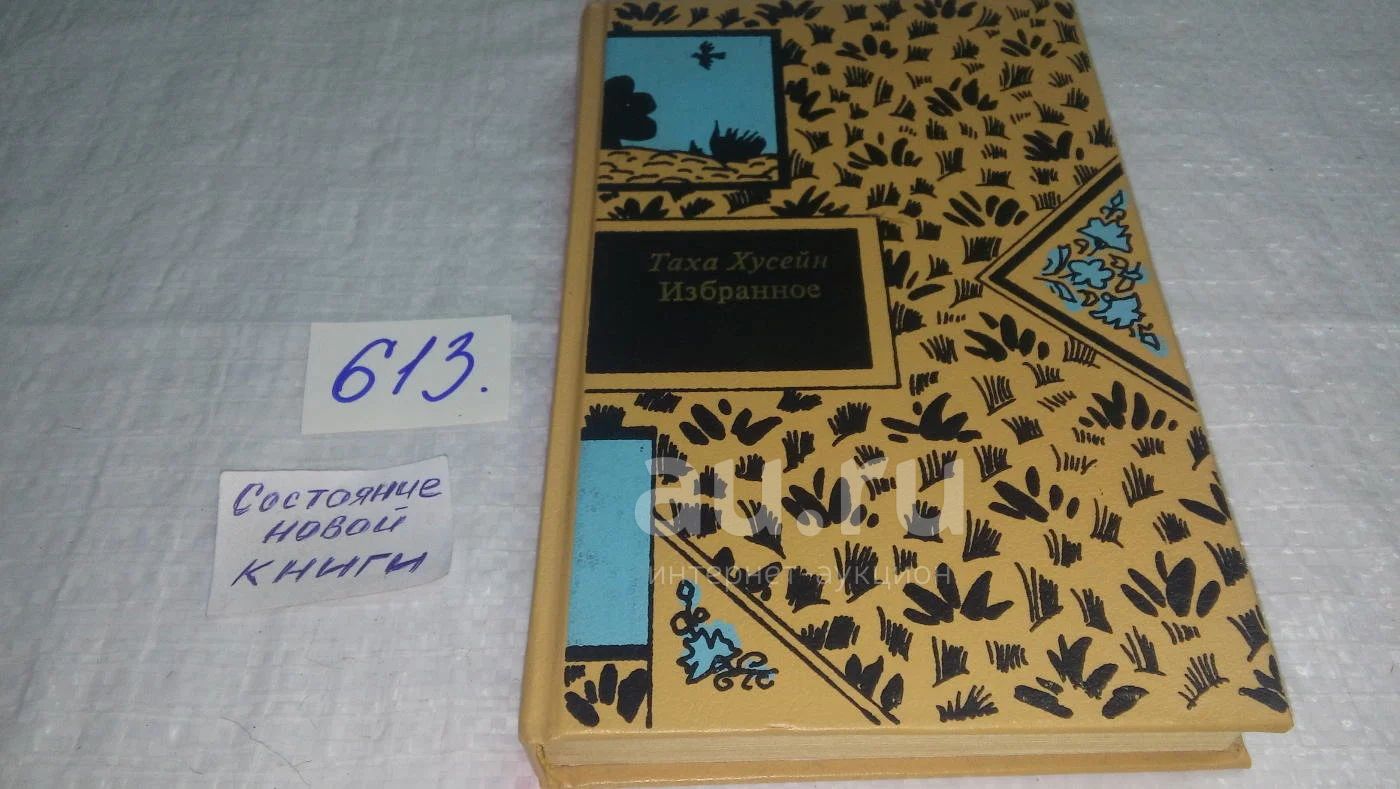 Таха Хусейн
Избранное
613.
Состояние
новой
книги
au.ru
интернет аукцион